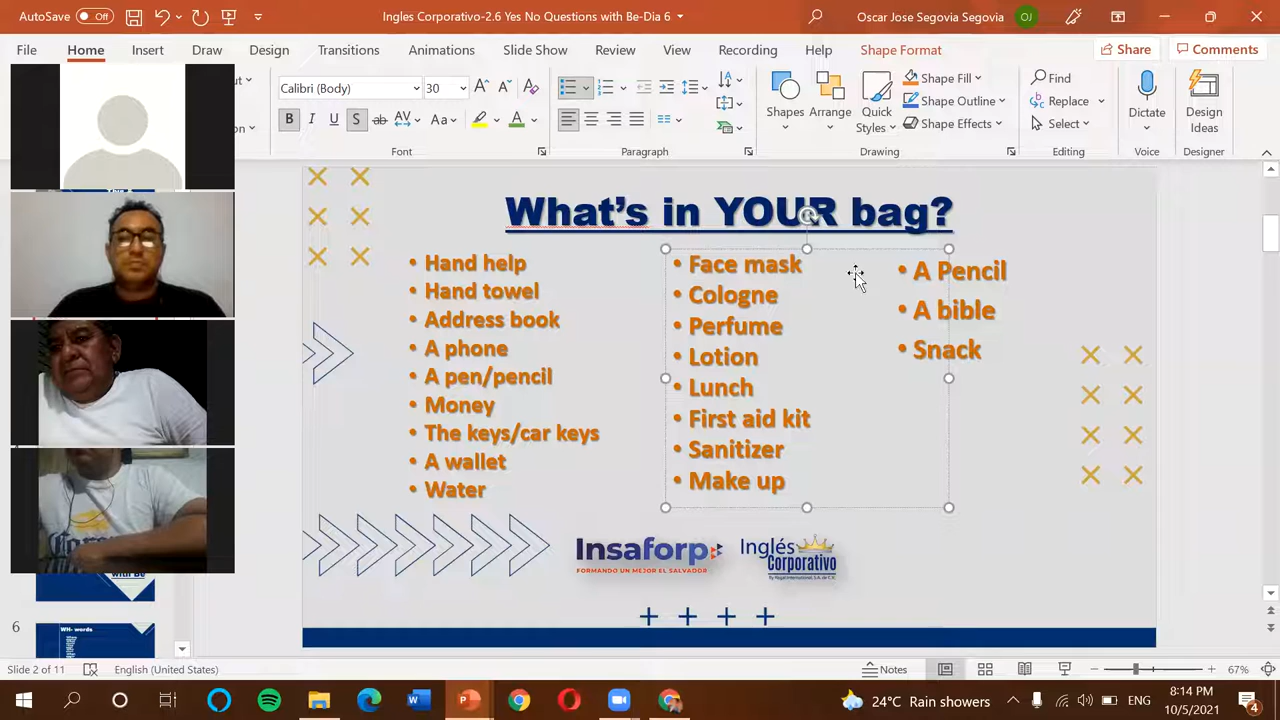 AutoSave Off Ingles Corporativo-2.6 Yes No Questions with Be-Dia 6 Oscar Jose Segovia Segovia OJ
File Home Insert Draw Design Transitions Animations Slide Show Review View Recording Help Shape Format Share Comments
Calibri (Body) 30
Shapes Arrange Quick Styles
Shape Fill
Shape Outline
Shape Effects
Find
Replace
Select
Dictate
Design Ideas
Font Paragraph Drawing Editing Voice Designer
What's in YOUR bag?
• Hand help
• Hand towel
• Address book
• A phone
• A pen/pencil
• Money
• The keys/car keys
• A wallet
• Water
• Face mask
• Cologne
• Perfume
• Lotion
• Lunch
• First aid kit
• Sanitizer
• Make up
• A Pencil
• A bible
• Snack
Insaforp
FORMANDO UN MEJOR EL SALVADOR
Inglés
Corporativo
with Be
6
WH- words
Slide 2 of 11 English (United States) Notes 67%
24°C Rain showers ENG 8:14 PM
10/5/2021 4